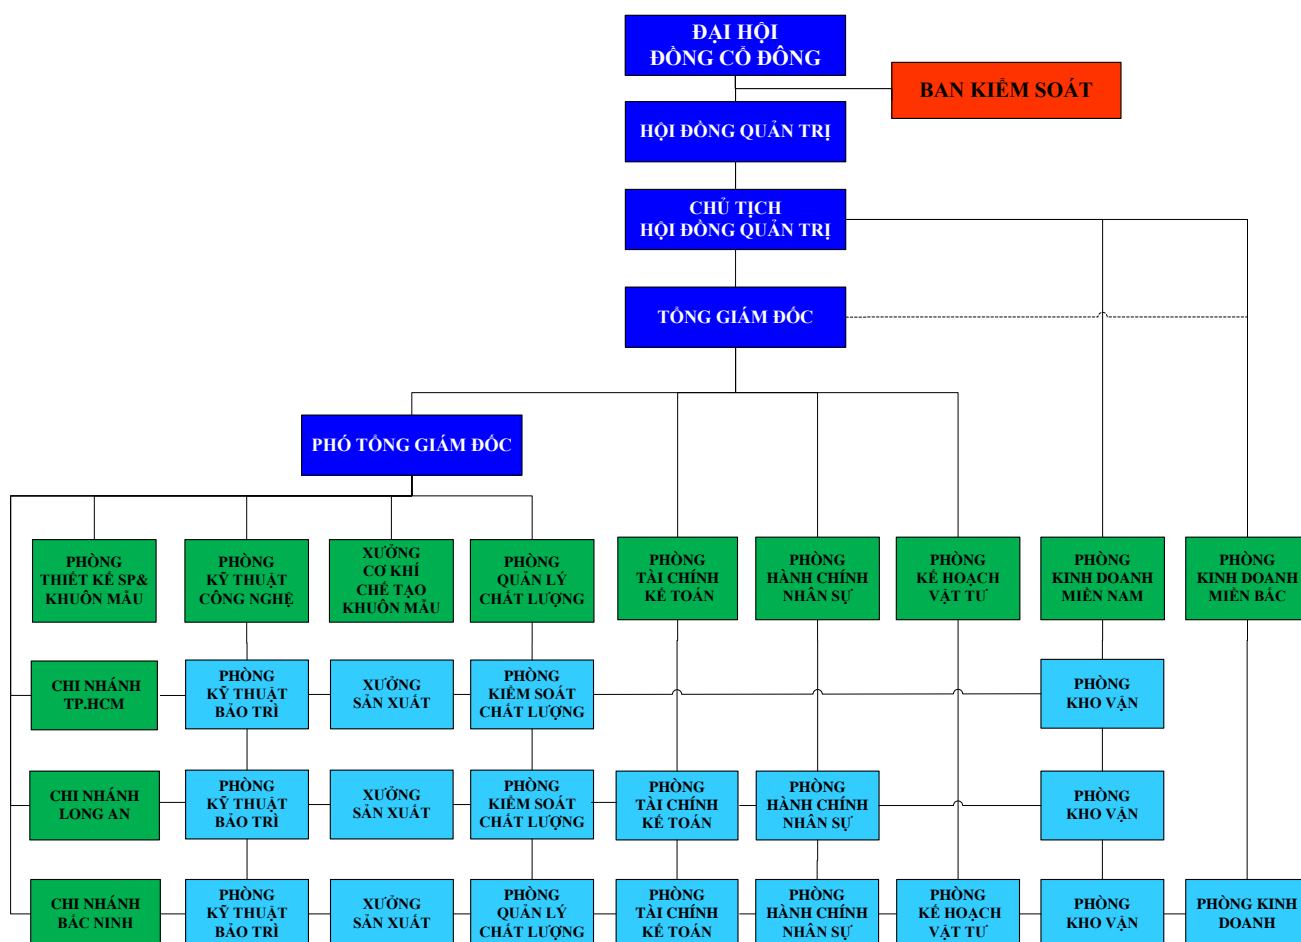 ĐẠI HỘI
ĐỒNG CỔ ĐÔNG
BAN KIỂM SOÁT
HỘI ĐỒNG QUẢN TRỊ
CHỦ TỊCH
HỘI ĐỒNG QUẢN TRỊ
TỔNG GIÁM ĐỐC
PHÓ TỔNG GIÁM ĐỐC
PHÒNG
THIẾT KẾ SP&
KHUÔN MẪU
PHÒNG
KỸ THUẬT
CÔNG NGHỆ
XƯỞNG
CƠ KHÍ
CHẾ TẠO
KHUÔN MẪU
PHÒNG
QUẢN LÝ
CHẤT LƯỢNG
PHÒNG
TÀI CHÍNH
KẾ TOÁN
PHÒNG
HÀNH CHÍNH
NHÂN SỰ
PHÒNG
KẾ HOẠCH
VẬT TƯ
PHÒNG
KINH DOANH
MIỀN NAM
PHÒNG
KINH DOANH
MIỀN BẮC
CHI NHÁNH
TP.HCM
PHÒNG
KỸ THUẬT
BẢO TRÌ
XƯỞNG
SẢN XUẤT
PHÒNG
KIỂM SOÁT
CHẤT LƯỢNG
PHÒNG
KHO VẬN
CHI NHÁNH
LONG AN
PHÒNG
KỸ THUẬT
BẢO TRÌ
XƯỞNG
SẢN XUẤT
PHÒNG
KIỂM SOÁT
CHẤT LƯỢNG
PHÒNG
TÀI CHÍNH
KẾ TOÁN
PHÒNG
HÀNH CHÍNH
NHÂN SỰ
PHÒNG
KHO VẬN
CHI NHÁNH
BẮC NINH
PHÒNG
KỸ THUẬT
BẢO TRÌ
XƯỞNG
SẢN XUẤT
PHÒNG
QUẢN LÝ
CHẤT LƯỢNG
PHÒNG
TÀI CHÍNH
KẾ TOÁN
PHÒNG
HÀNH CHÍNH
NHÂN SỰ
PHÒNG
KẾ HOẠCH
VẬT TƯ
PHÒNG
KHO VẬN
PHÒNG KINH
DOANH